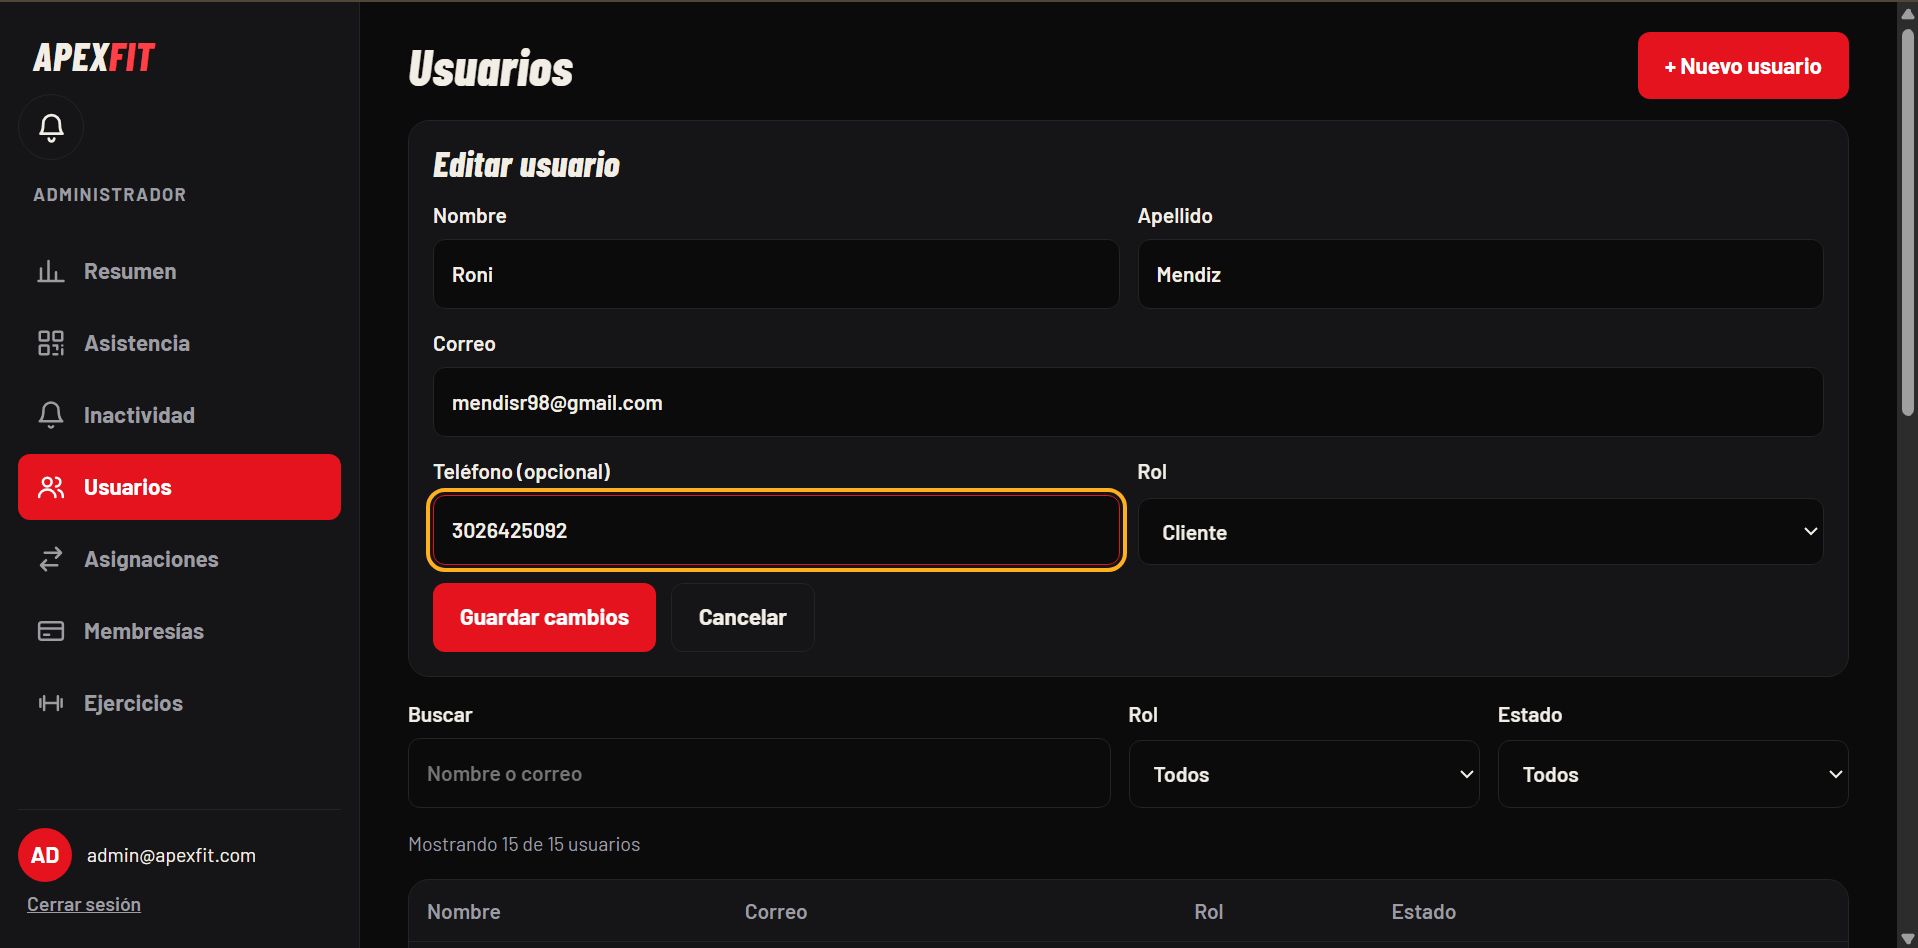 APEXFIT
ADMINISTRADOR
Resumen
Asistencia
Inactividad
Usuarios
Asignaciones
Membresías
Ejercicios
AD
admin@apexfit.com
Cerrar sesión
Usuarios
+ Nuevo usuario
Editar usuario
Nombre
Apellido
Roni
Mendiz
Correo
mendisr98@gmail.com
Teléfono (opcional)
Rol
3026425092
Cliente
Guardar cambios
Cancelar
Buscar
Rol
Estado
Nombre o correo
Todos
Todos
Mostrando 15 de 15 usuarios
Nombre
Correo
Rol
Estado